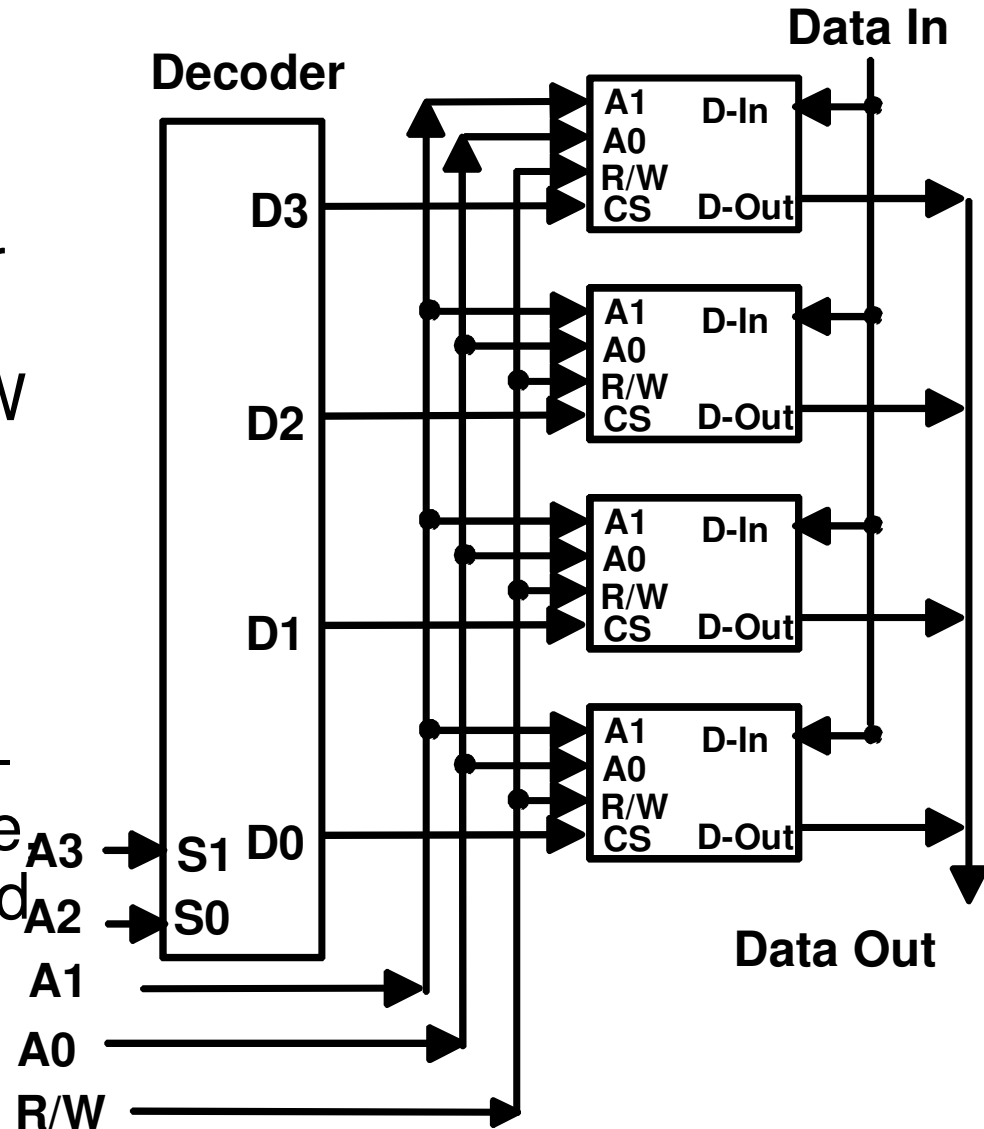 Data In
Decoder
A1 D-In
A0
R/W
CS D-Out
D3
A1 D-In
A0
R/W
CS D-Out
D2
A1 D-In
A0
R/W
CS D-Out
D1
A1 D-In
A0
R/W
CS D-Out
D0
A3 S1
A2 S0
Data Out
A1
A0
R/W